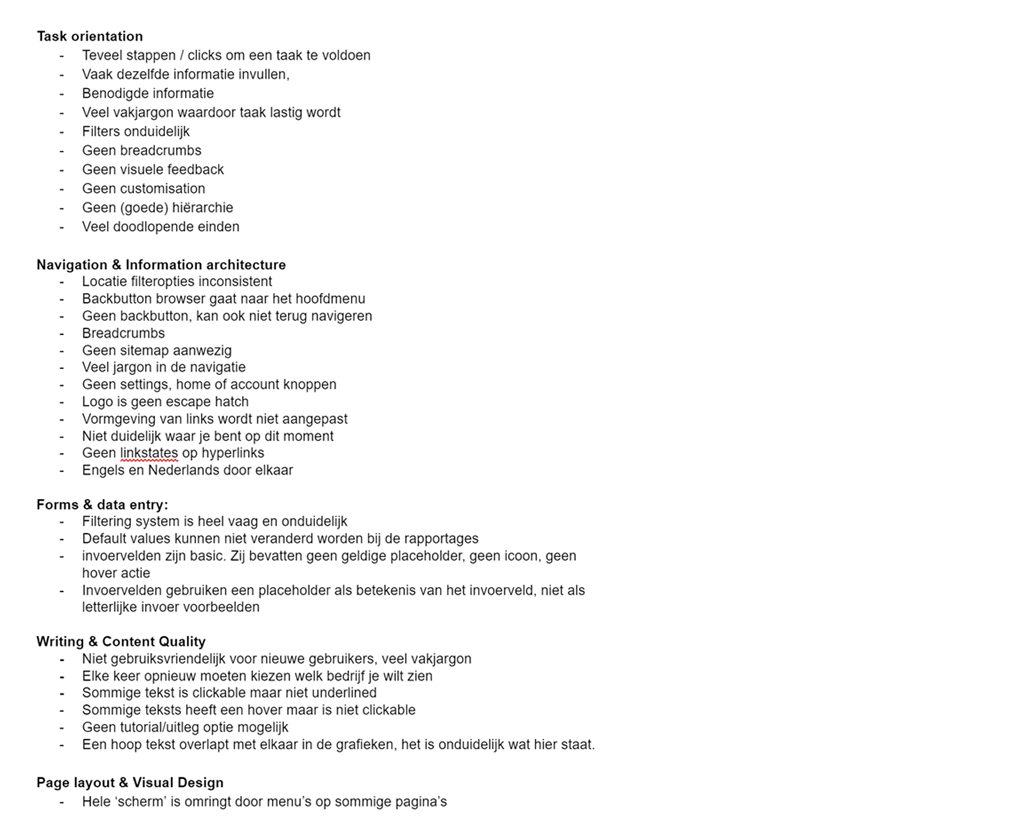 Task orientation
- Teveel stappen / clicks om een taak te voldoen
- Vaak dezelfde informatie invullen,
- Benodigde informatie
- Veel vakjargon waardoor taak lastig wordt
- Filters onduidelijk
- Geen breadcrumbs
- Geen visuele feedback
- Geen customisation
- Geen (goede) hiërarchie
- Veel doodlopende einden
Navigation & Information architecture
- Locatie filteropties inconsistent
- Backbutton browser gaat naar het hoofdmenu
- Geen backbutton, kan ook niet terug navigeren
- Breadcrumbs
- Geen sitemap aanwezig
- Veel jargon in de navigatie
- Geen settings, home of account knoppen
- Logo is geen escape hatch
- Vormgeving van links wordt niet aangepast
- Niet duidelijk waar je bent op dit moment
- Geen linkstates op hyperlinks
- Engels en Nederlands door elkaar
Forms & data entry:
- Filtering system is heel vaag en onduidelijk
- Default values kunnen niet veranderd worden bij de rapportages
- invoervelden zijn basic. Zij bevatten geen geldige placeholder, geen icoon, geen
hover actie
- Invoervelden gebruiken een placeholder als betekenis van het invoerveld, niet als
letterlijke invoer voorbeelden
Writing & Content Quality
- Niet gebruiksvriendelijk voor nieuwe gebruikers, veel vakjargon
- Elke keer opnieuw moeten kiezen welk bedrijf je wilt zien
- Sommige tekst is clickable maar niet underlined
- Sommige teksts heeft een hover maar is niet clickable
- Geen tutorial/uitleg optie mogelijk
- Een hoop tekst overlapt met elkaar in de grafieken, het is onduidelijk wat hier staat.
Page layout & Visual Design
- Hele ‘scherm’ is omringt door menu’s op sommige pagina’s